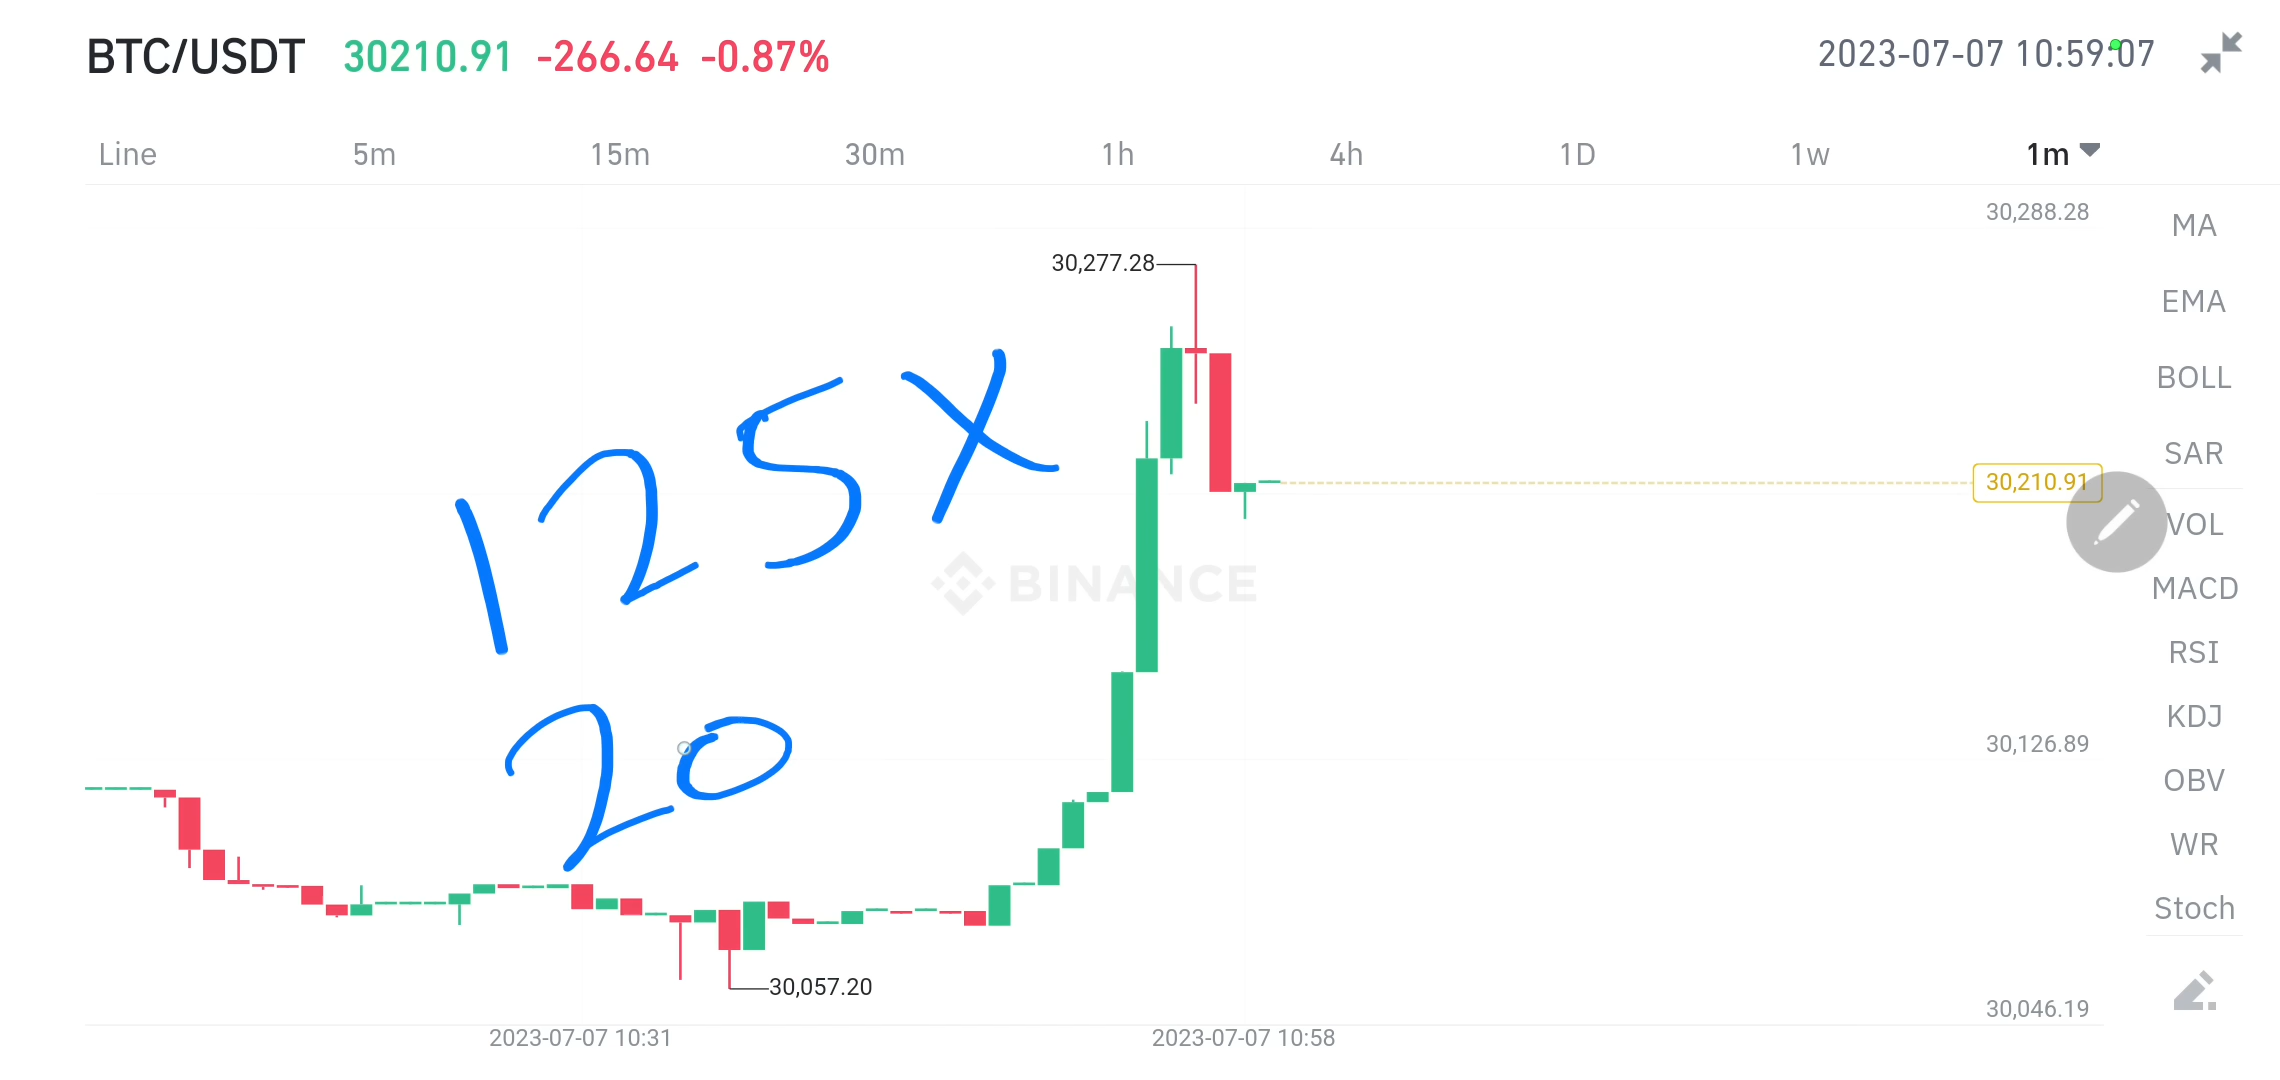 BTC/USDT 30210.91 -266.64 -0.87% 2023-07-07 10:59:07
Line 5m 15m 30m 1h 4h 1D 1w 1m
30,288.28
MA
30,277.28
EMA
125X
BOLL
SAR
30,210.91
VOL
BINANCE
MACD
RSI
20
KDJ
30,126.89
OBV
WR
Stoch
30,057.20
30,046.19
2023-07-07 10:31 2023-07-07 10:58